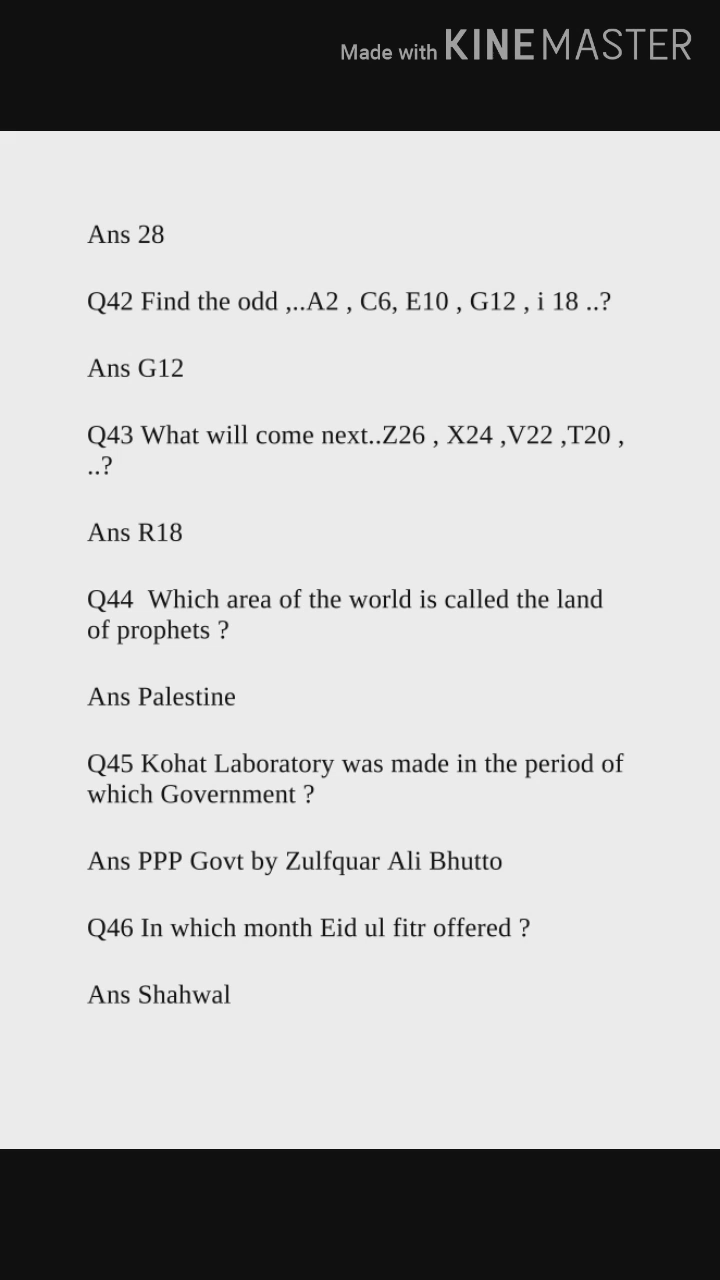 Made with KINEMASTER
Ans 28
Q42 Find the odd ,..A2 , C6, E10 , G12 , i 18 ..?
Ans G12
Q43 What will come next..Z26 , X24 ,V22 ,T20 ,
..?
Ans R18
Q44  Which area of the world is called the land
of prophets ?
Ans Palestine
Q45 Kohat Laboratory was made in the period of
which Government ?
Ans PPP Govt by Zulfquar Ali Bhutto
Q46 In which month Eid ul fitr offered ?
Ans Shahwal